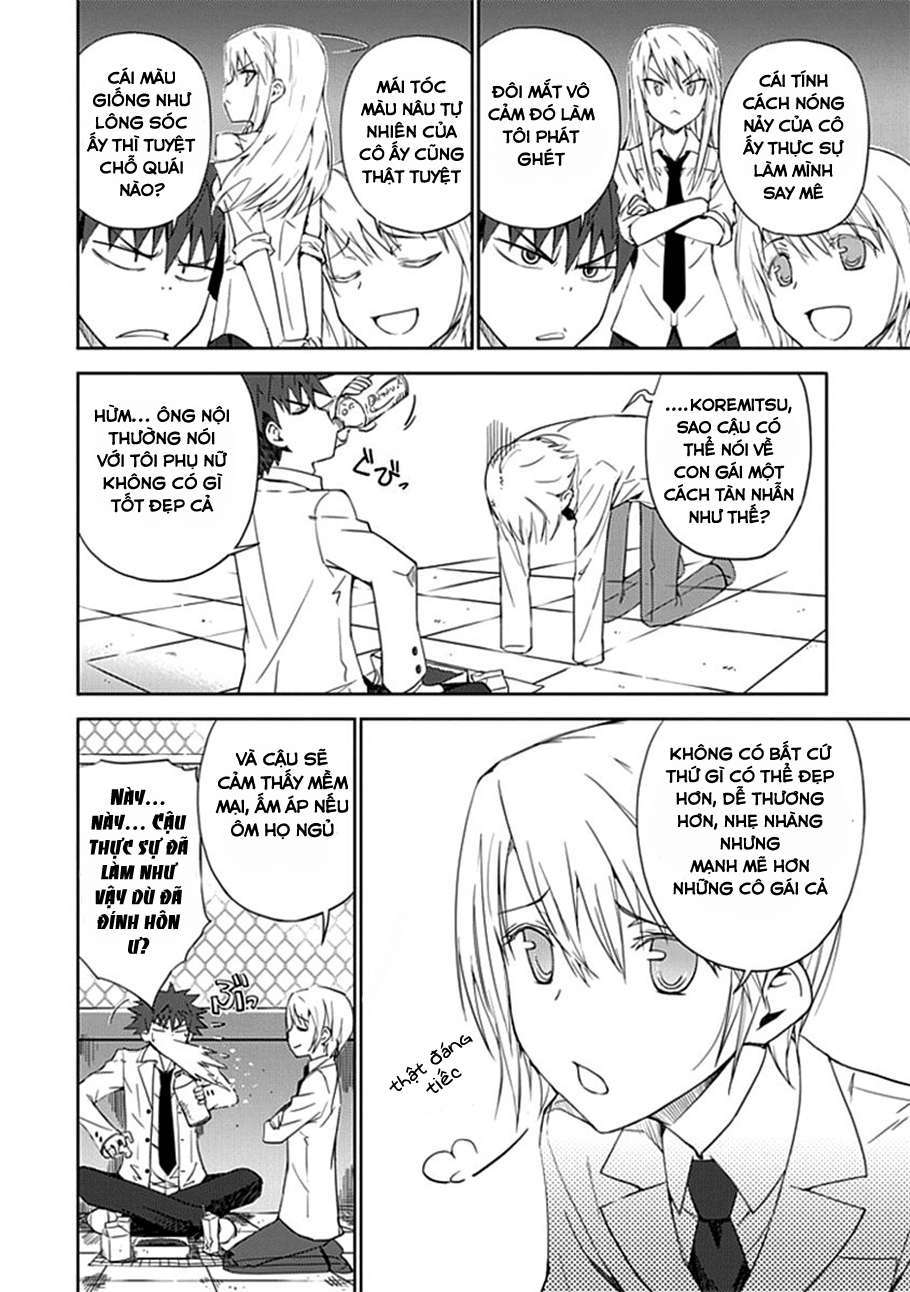 CÁI TÍNH
CÁCH NÓNG
NẢY CỦA CÔ
ẤY THỰC SỰ
LÀM MÌNH
SAY MÊ
ĐÔI MẮT VÔ
CẢM ĐÓ LÀM
TÔI PHÁT
GHÉT
MÁI TÓC
MÀU NÂU TỰ
NHIÊN CỦA
CÔ ẤY CŨNG
THẬT TUYỆT
CÁI MÀU
GIỐNG NHƯ
LÔNG SÓC
ẤY THÌ TUYỆT
CHỖ QUÁI
NÀO?
....KOREMITSU,
SAO CẬU CÓ
THỂ NÓI VỀ
CON GÁI MỘT
CÁCH TÀN NHẪN
NHƯ THẾ?
HỪM... ÔNG NỘI
THƯỜNG NÓI
VỚI TÔI PHỤ NỮ
KHÔNG CÓ GÌ
TỐT ĐẸP CẢ
ぐびっ
KHÔNG CÓ BẤT CỨ
THỨ GÌ CÓ THỂ ĐẸP
HƠN, DỄ THƯƠNG
HƠN, NHẸ NHÀNG
NHƯNG
MẠNH MẼ HƠN
NHỮNG CÔ GÁI CẢ
thật đáng
tiếc
VÀ CẬU SẼ
CẢM THẤY MỀM
MẠI, ẤM ÁP NẾU
ÔM HỌ NGỦ
NÀY...
NÀY... CẬU
THỰC SỰ ĐÃ
LÀM NHƯ
VẬY DÙ ĐÃ
ĐÍNH HÔN
Ư?
ぶっ